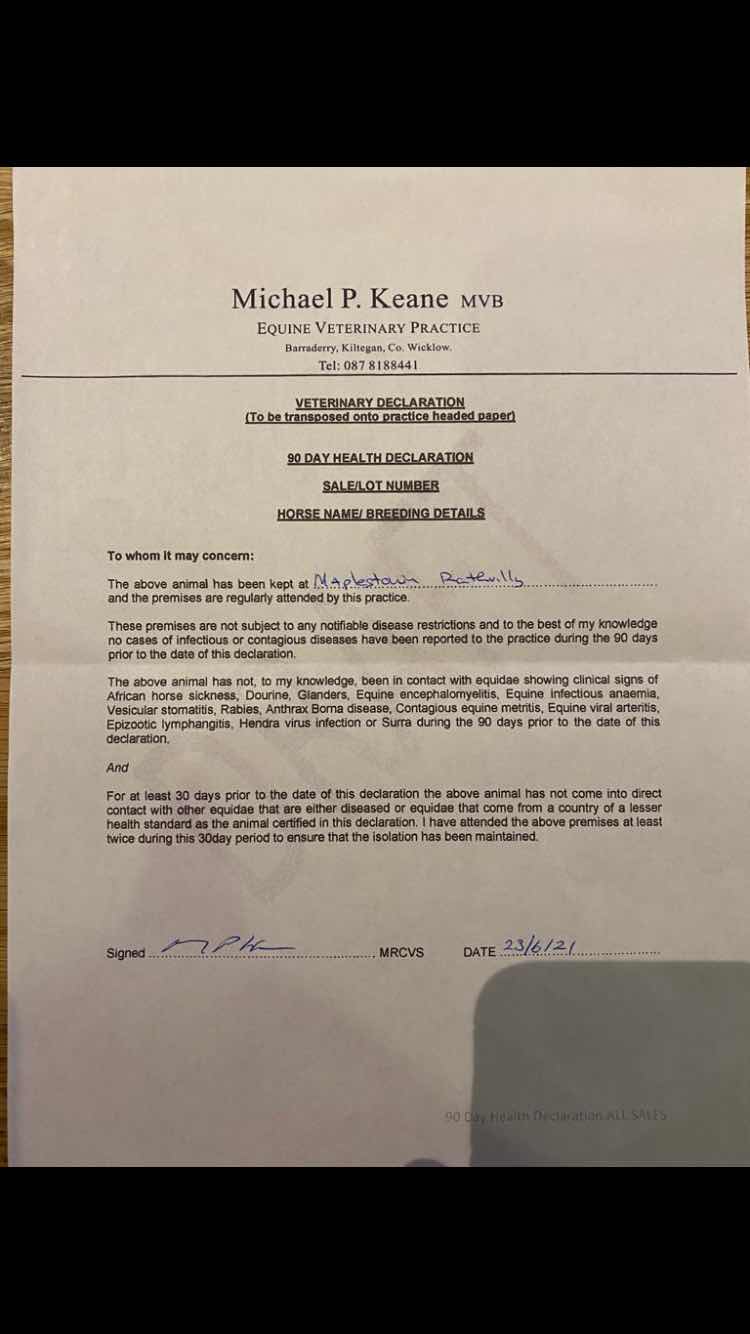 Michael P. Keane MVB
EQUINE VETERINARY PRACTICE
Barraderry, Kiltegan, Co. Wicklow.
Tel: 087 8188441
VETERINARY DECLARATION
(To be transposed onto practice headed paper)
90 DAY HEALTH DECLARATION
SALE/LOT NUMBER
HORSE NAME/ BREEDING DETAILS
To whom it may concern:
The above animal has been kept at Maplestown Rathvilly
and the premises are regularly attended by this practice.
These premises are not subject to any notifiable disease restrictions and to the best of my knowledge
no cases of infectious or contagious diseases have been reported to the practice during the 90 days
prior to the date of this declaration.
The above animal has not, to my knowledge, been in contact with equidae showing clinical signs of
African horse sickness, Dourine, Glanders, Equine encephalomyelitis, Equine infectious anaemia,
Vesicular stomatitis, Rabies, Anthrax Borna disease, Contagious equine metritis, Equine viral arteritis,
Epizootic lymphangitis, Hendra virus infection or Surra during the 90 days prior to the date of this
declaration.
And
For at least 30 days prior to the date of this declaration the above animal has not come into direct
contact with other equidae that are either diseased or equidae that come from a country of a lesser
health standard as the animal certified in this declaration. I have attended the above premises at least
twice during this 30day period to ensure that the isolation has been maintained.
Signed MRCVS DATE 23/6/21
90 Day Health Declaration ALL SALES